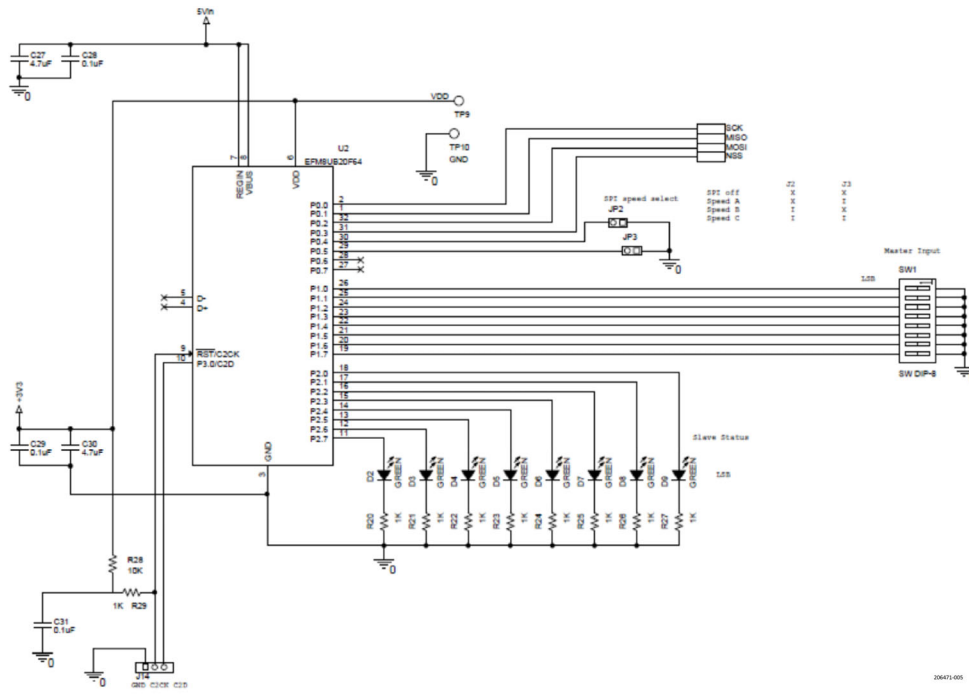 5Vin
C27
4.7uF
C28
0.1uF
0
VDD
TP9
TP10
GND
0
U2
EFM8UB20F64
7
8
6
REGIN
VBUS
VDD
SCK
MISO
MOSI
NSS
P0.0
P0.1
P0.2
P0.3
P0.4
P0.5
P0.6
P0.7
2
1
32
31
30
29
28
27
SPI speed select
JP2
JP3
0
J2 J3
SPI off X X
Speed A X I
Speed B I X
Speed C I I
Master Input
SW1
LSB
SW DIP-8
0
P1.0
P1.1
P1.2
P1.3
P1.4
P1.5
P1.6
P1.7
26
25
24
23
22
21
20
19
5
4
D-
D+
9
10
RST/C2CK
P3.0/C2D
P2.0
P2.1
P2.2
P2.3
P2.4
P2.5
P2.6
P2.7
18
17
16
15
14
13
12
11
+3V3
C29
0.1uF
C30
4.7uF
GND
3
Slave Status
LSB
D2 GREEN
D3 GREEN
D4 GREEN
D5 GREEN
D6 GREEN
D7 GREEN
D8 GREEN
D9 GREEN
R20 1K
R21 1K
R22 1K
R23 1K
R24 1K
R25 1K
R26 1K
R27 1K
0
R28
10K
1K R29
C31
0.1uF
0
0
J14
GND C2CK C2D
206471-005